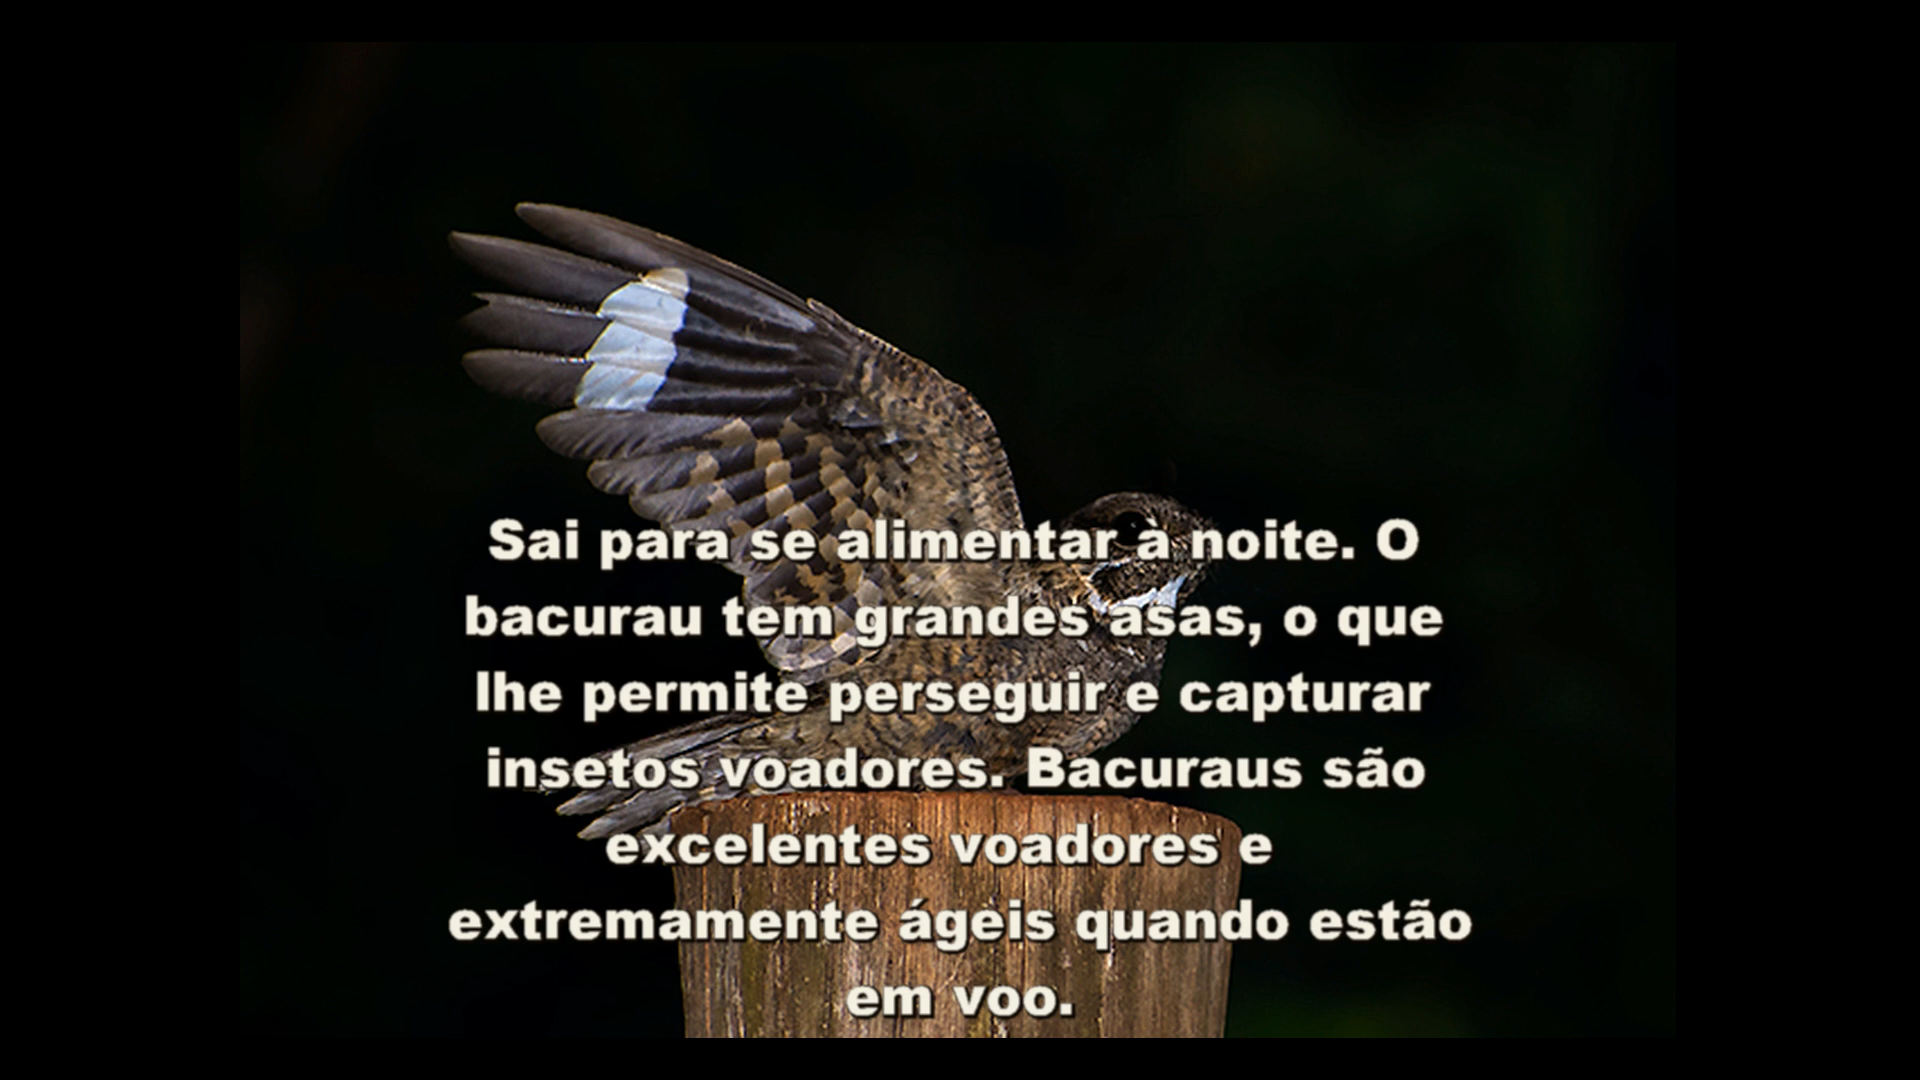 Sai para se alimentar à noite. O
bacurau tem grandes asas, o que
lhe permite perseguir e capturar
insetos voadores. Bacuraus são
excelentes voadores e
extremamente ágeis quando estão
em voo.